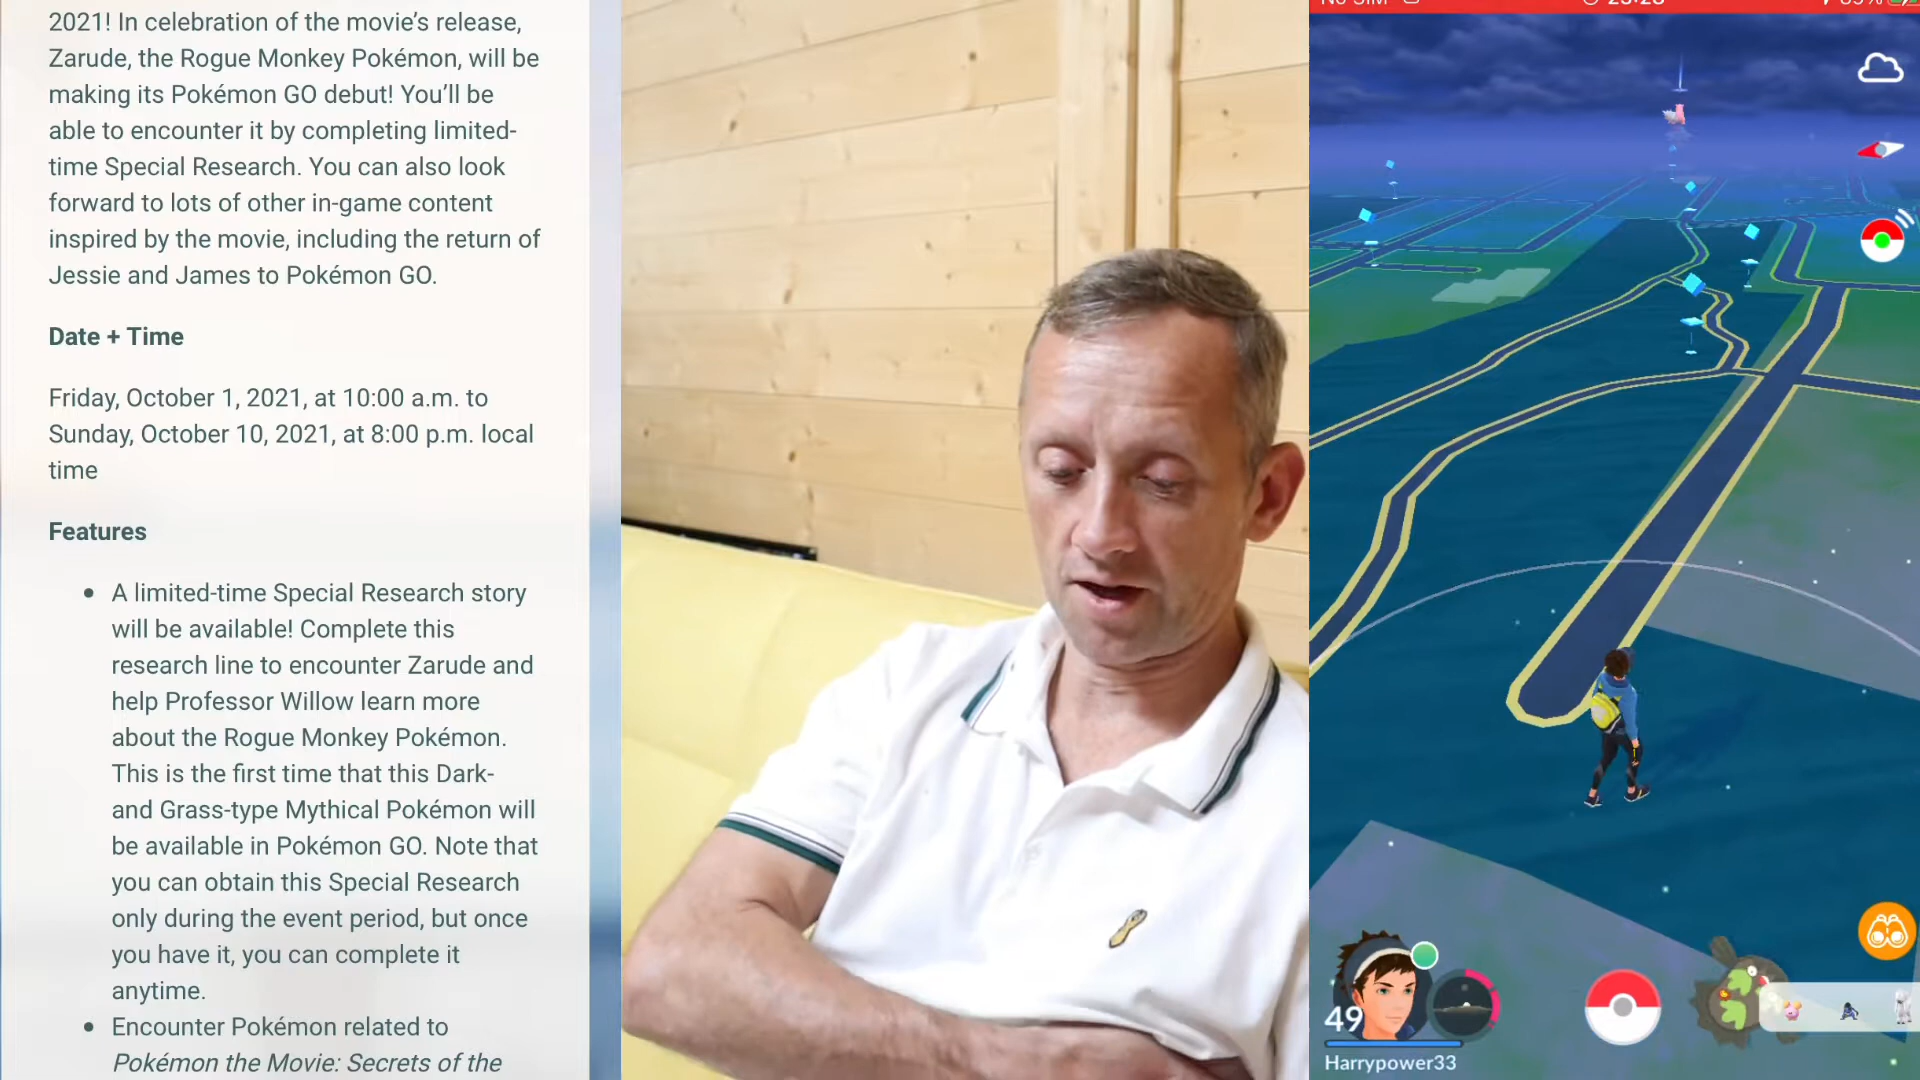 2021! In celebration of the movie’s release,
Zarude, the Rogue Monkey Pokémon, will be
making its Pokémon GO debut! You’ll be
able to encounter it by completing limited-
time Special Research. You can also look
forward to lots of other in-game content
inspired by the movie, including the return of
Jessie and James to Pokémon GO.
Date + Time
Friday, October 1, 2021, at 10:00 a.m. to
Sunday, October 10, 2021, at 8:00 p.m. local
time
Features
• A limited-time Special Research story
will be available! Complete this
research line to encounter Zarude and
help Professor Willow learn more
about the Rogue Monkey Pokémon.
This is the first time that this Dark-
and Grass-type Mythical Pokémon will
be available in Pokémon GO. Note that
you can obtain this Special Research
only during the event period, but once
you have it, you can complete it
anytime.
• Encounter Pokémon related to
Pokémon the Movie: Secrets of the
No SIM
49
Harrypower33